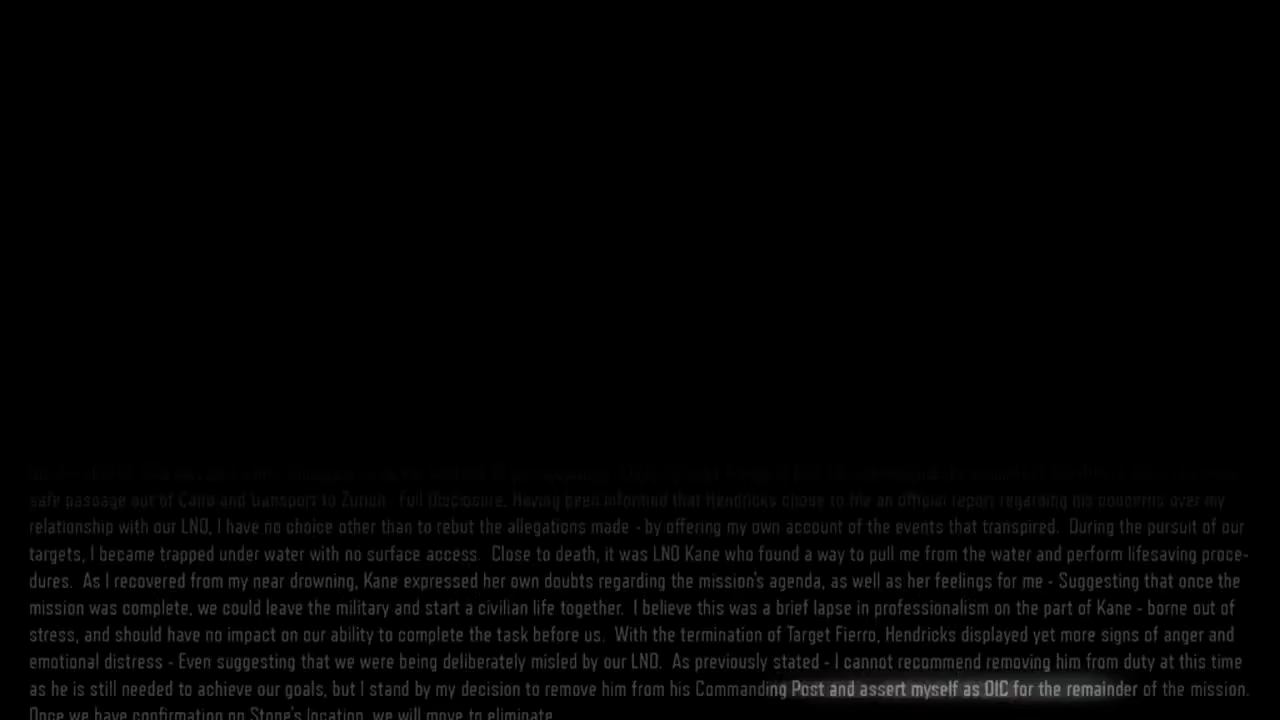 safe passage out of Cairo and transport to Zurich. Full Disclosure. Having been informed that Hendricks chose to file an official report regarding his concerns over my
relationship with our LNO, I have no choice other than to rebut the allegations made - by offering my own account of the events that transpired. During the pursuit of our
targets, I became trapped under water with no surface access. Close to death, it was LNO Kane who found a way to pull me from the water and perform lifesaving proce-
dures. As I recovered from my near drowning, Kane expressed her own doubts regarding the mission's agenda, as well as her feelings for me - Suggesting that once the
mission was complete, we could leave the military and start a civilian life together. I believe this was a brief lapse in professionalism on the part of Kane - borne out of
stress, and should have no impact on our ability to complete the task before us. With the termination of Target Fierro, Hendricks displayed yet more signs of anger and
emotional distress - Even suggesting that we were being deliberately misled by our LNO. As previously stated - I cannot recommend removing him from duty at this time
as he is still needed to achieve our goals, but I stand by my decision to remove him from his Commanding Post and assert myself as OIC for the remainder of the mission.
Once we have confirmation on Stone's location, we will move to eliminate.